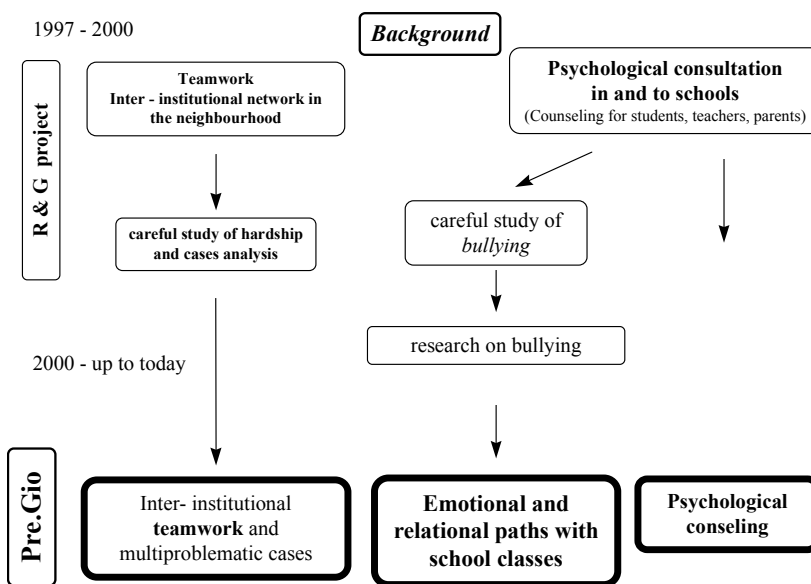 1997 - 2000
Background
R & G project
Teamwork
Inter - institutional network in
the neighbourhood
Psychological consultation
in and to schools
(Counseling for students, teachers, parents)
careful study of hardship
and cases analysis
careful study of
bullying
research on bullying
2000 - up to today
Pre.Gio
Inter- institutional
teamwork and
multiproblematic cases
Emotional and
relational paths with
school classes
Psychological
conseling